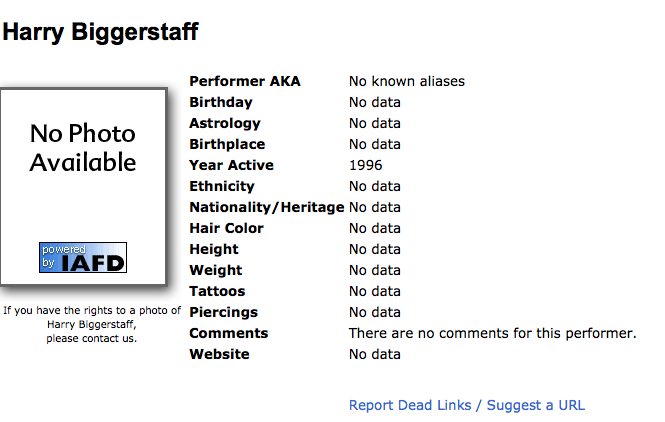 Harry Biggerstaff
No Photo
Available
powered
by IAFD
If you have the rights to a photo of
Harry Biggerstaff,
please contact us.
Performer AKA No known aliases
Birthday No data
Astrology No data
Birthplace No data
Year Active 1996
Ethnicity No data
Nationality/Heritage No data
Hair Color No data
Height No data
Weight No data
Tattoos No data
Piercings No data
Comments There are no comments for this performer.
Website No data
Report Dead Links / Suggest a URL